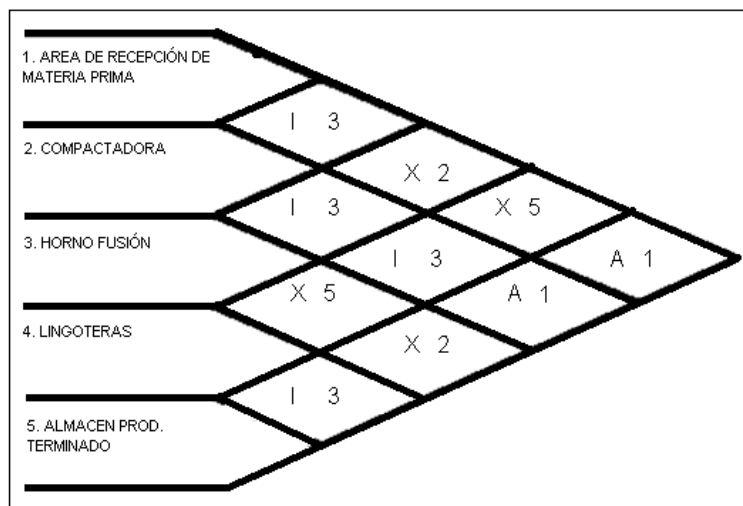 1. AREA DE RECEPCIÓN DE
MATERIA PRIMA
I 3
2. COMPACTADORA
X 2
I 3
X 5
3. HORNO FUSIÓN
I 3
A 1
X 5
A 1
4. LINGOTERAS
X 2
I 3
5. ALMACEN PROD.
TERMINADO